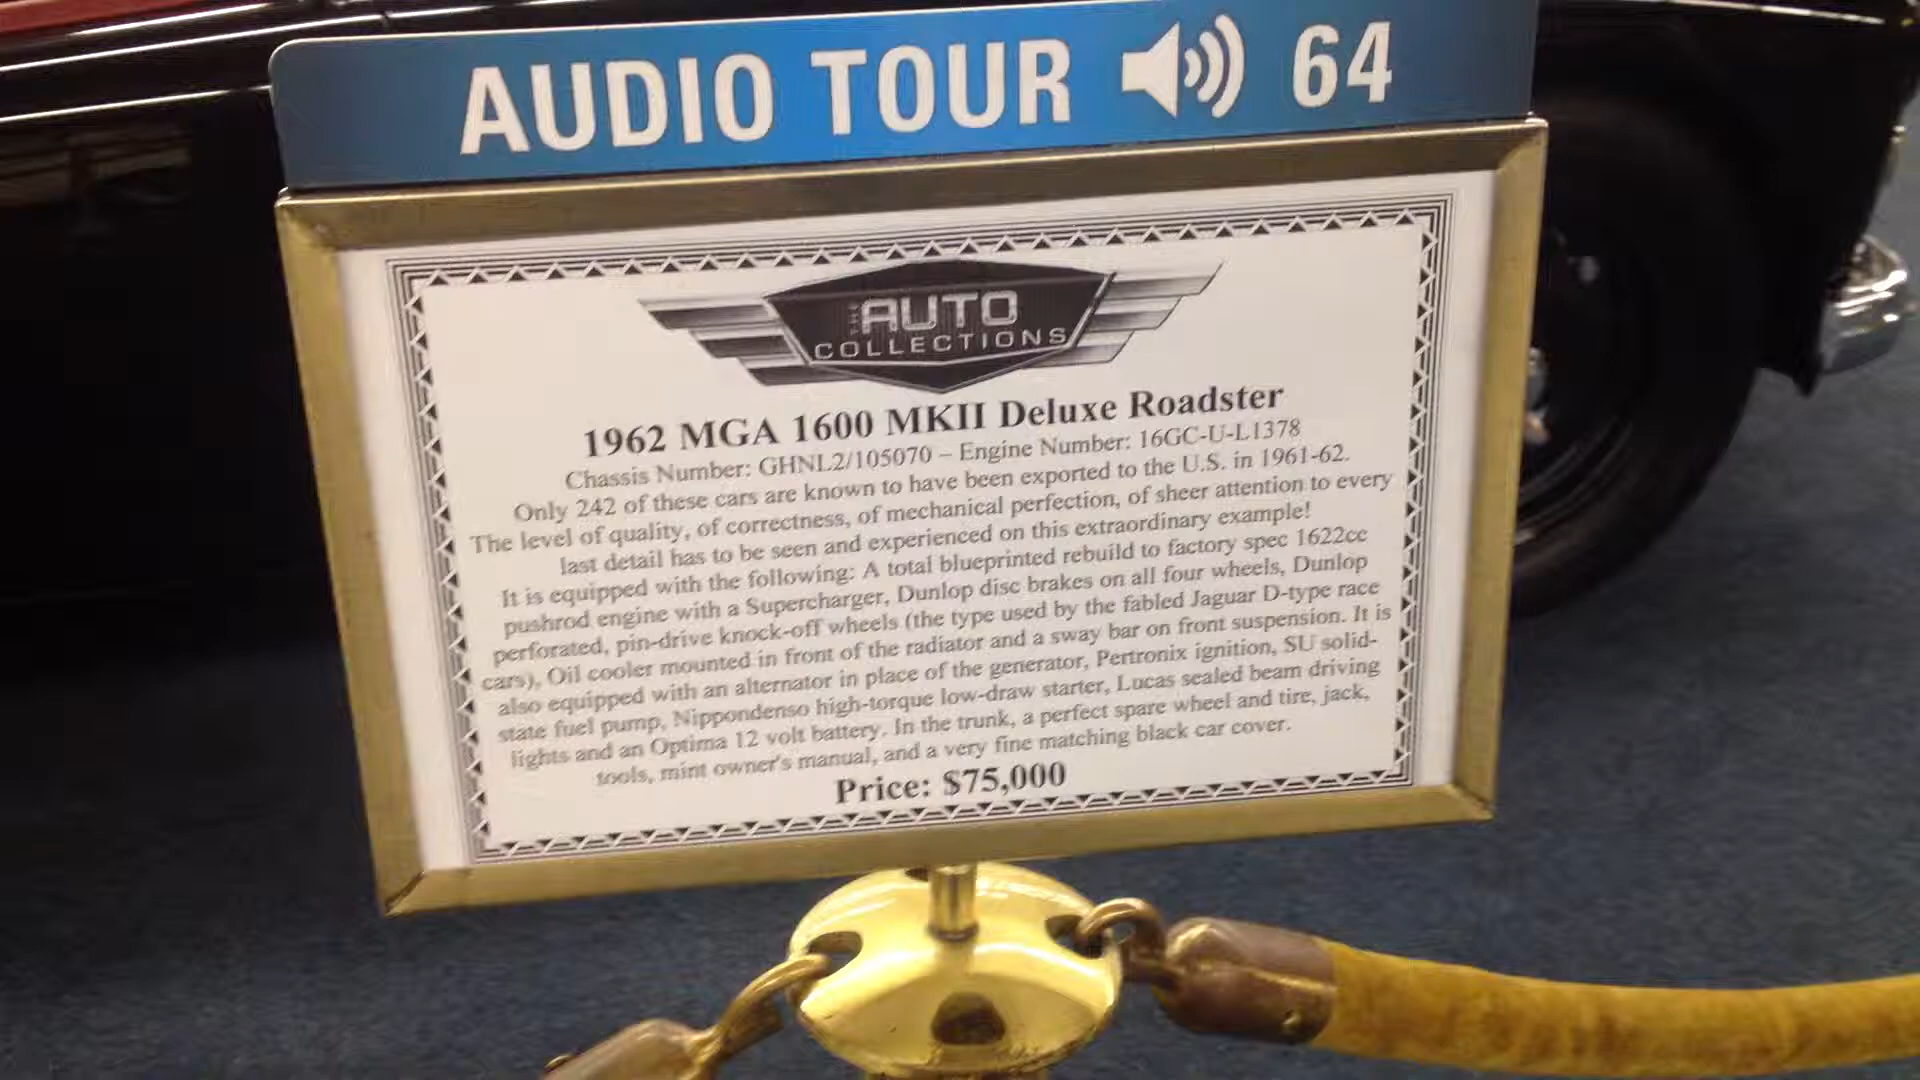 AUDIO TOUR 64
THE AUTO
COLLECTIONS
1962 MGA 1600 MKII Deluxe Roadster
Chassis Number: GHNL2/105070 – Engine Number: 16GC-U-L1378
Only 242 of these cars are known to have been exported to the U.S. in 1961-62.
The level of quality, of correctness, of mechanical perfection, of sheer attention to every
last detail has to be seen and experienced on this extraordinary example!
It is equipped with the following: A total blueprinted rebuild to factory spec 1622cc
pushrod engine with a Supercharger, Dunlop disc brakes on all four wheels, Dunlop
perforated, pin-drive knock-off wheels (the type used by the fabled Jaguar D-type race
cars), Oil cooler mounted in front of the radiator and a sway bar on front suspension. It is
also equipped with an alternator in place of the generator, Pertronix ignition, SU solid-
state fuel pump, Nippondenso high-torque low-draw starter, Lucas sealed beam driving
lights and an Optima 12 volt battery. In the trunk, a perfect spare wheel and tire, jack,
tools, mint owner's manual, and a very fine matching black car cover.
Price: $75,000